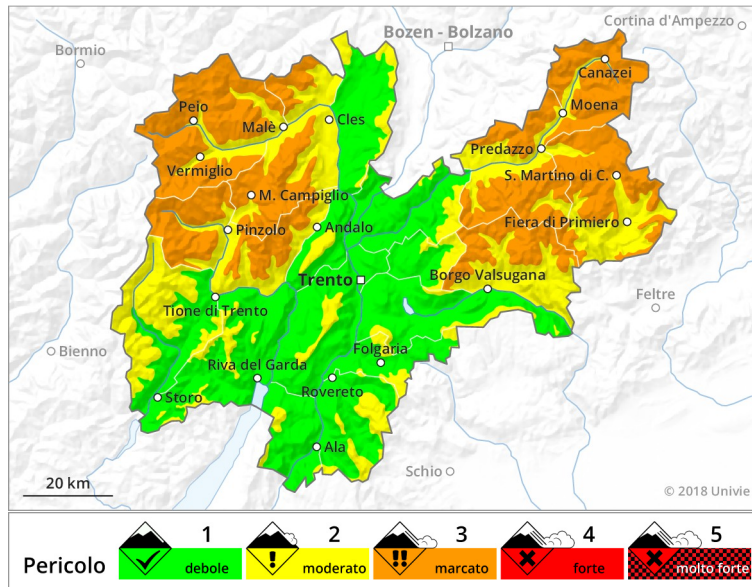 Cortina d'Ampezzo
Bozen - Bolzano
Bormio
Canazei
Peio
Moena
Malè
Cles
Predazzo
Vermiglio
S. Martino di C.
M. Campiglio
Fiera di Primiero
Pinzolo
Andalo
Trento
Borgo Valsugana
Feltre
Tione di Trento
Bienno
Folgaria
Riva del Garda
Rovereto
Storo
Ala
Schio
20 km
© 2018 Univie
Pericolo
1
debole
2
! moderato
3
!! marcato
4
forte
5
molto forte